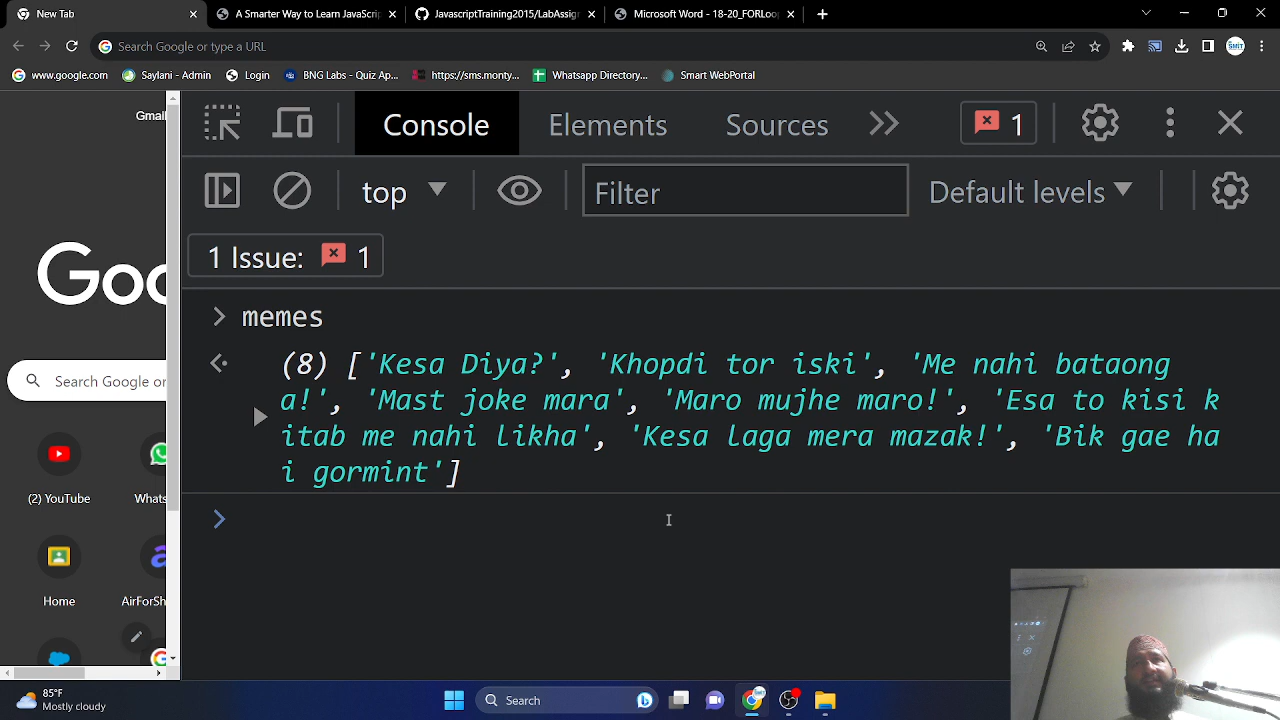 New Tab
A Smarter Way to Learn JavaScri
JavascriptTraining2015/LabAssig
Microsoft Word - 18-20_FORLoo
Search Google or type a URL
www.google.com
Saylani - Admin
Login
BNG Labs - Quiz Ap...
https://sms.monty...
Whatsapp Directory...
Smart WebPortal
Gmai
Console
Elements
Sources
1
top
Filter
Default levels
1 Issue: 1
memes
(8) ['Kesa Diya?', 'Khopdi tor iski', 'Me nahi bataong
a!', 'Mast joke mara', 'Maro mujhe maro!', 'Esa to kisi k
itab me nahi likha', 'Kesa laga mera mazak!', 'Bik gae ha
i gormint']
Goo
Search Google or
(2) YouTube
Whats
Home
AirForSh
85°F
Mostly cloudy
Search